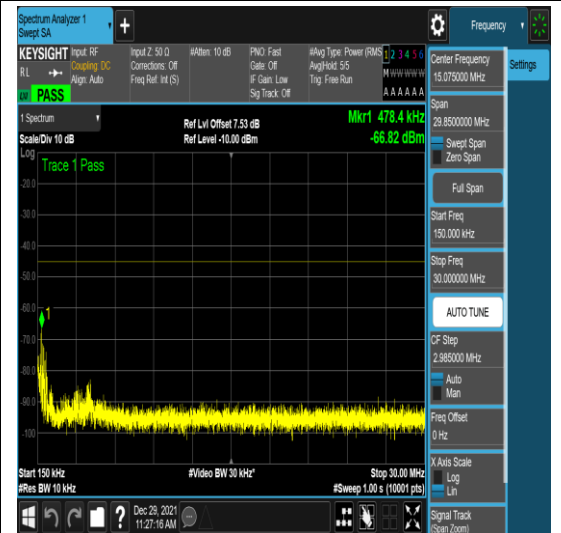 Spectrum Analyzer 1
Swept SA
Frequency
KEYSIGHT
RL
PASS
Input: RF
Coupling: DC
Align: Auto
Input Z: 50 Ω
Corrections: Off
Freq Ref: Int (S)
#Atten: 10 dB
PNO: Fast
Gate: Off
IF Gain: Low
Sig Track: Off
#Avg Type: Power (RMS
Avg|Hold: 5/5
Trig: Free Run
1 2 3 4 5 6
M W W W W W
A A A A A A
1 Spectrum
Scale/Div 10 dB
Ref Lvl Offset 7.53 dB
Ref Level -10.00 dBm
Mkr1 478.4 kHz
-66.82 dBm
Log
Trace 1 Pass
-20.0
-30.0
-40.0
-50.0
-60.0
1
-70.0
-80.0
-90.0
-100
Start 150 kHz
#Res BW 10 kHz
#Video BW 30 kHz*
Stop 30.00 MHz
#Sweep 1.00 s (10001 pts)
Dec 29, 2021
11:27:16 AM
Center Frequency
15.075000 MHz
Settings
Span
29.8500000 MHz
Swept Span
Zero Span
Full Span
Start Freq
150.000 kHz
Stop Freq
30.000000 MHz
AUTO TUNE
CF Step
2.985000 MHz
Auto
Man
Freq Offset
0 Hz
X Axis Scale
Log
Lin
Signal Track
(Span Zoom)